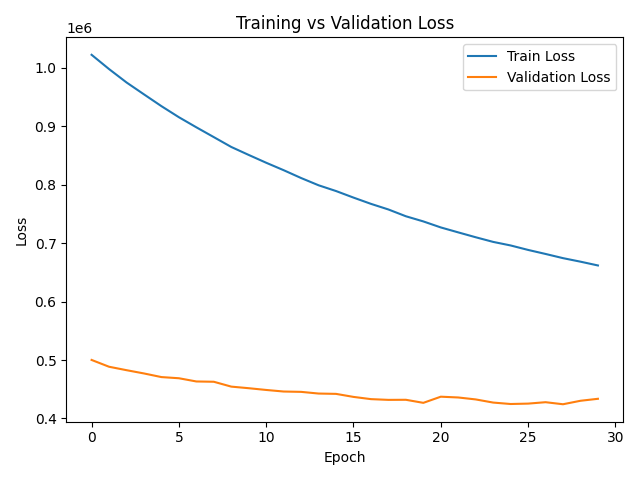 Training vs Validation Loss
1e6
Train Loss
Validation Loss
1.0
0.9
0.8
0.7
0.6
0.5
0.4
Loss
0 5 10 15 20 25 30
Epoch